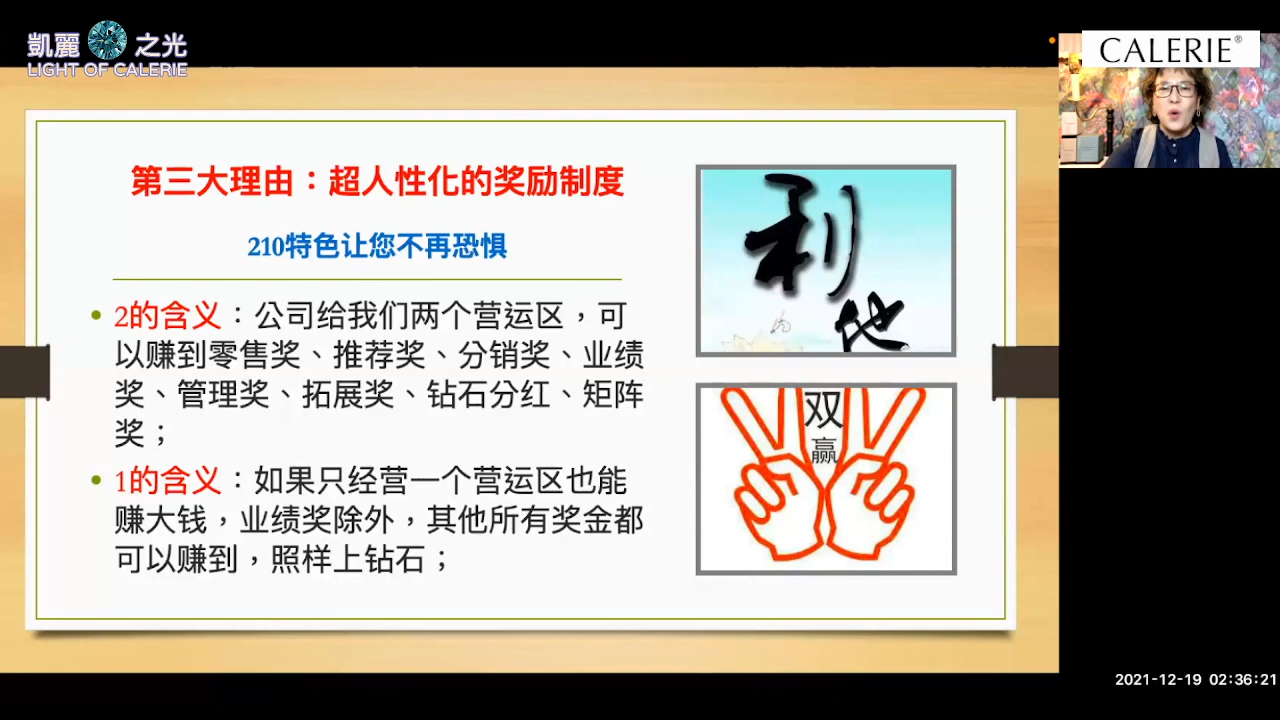 凱麗之光
LIGHT OF CALERIE
CALERIE®
第三大理由：超人性化的奖励制度
210特色让您不再恐惧
• 2的含义：公司给我们两个营运区，可
以赚到零售奖、推荐奖、分销奖、业绩
奖、管理奖、拓展奖、钻石分红、矩阵
奖；
• 1的含义：如果只经营一个营运区也能
赚大钱，业绩奖除外，其他所有奖金都
可以赚到，照样上钻石；
利
他
双
赢
2021-12-19 02:36:21